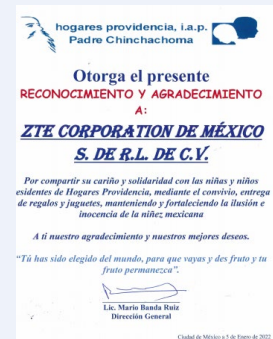 hogares providencia, i.a.p.
Padre Chinchachoma
Otorga el presente
RECONOCIMIENTO Y AGRADECIMIENTO
A:
ZTE CORPORATION DE MÉXICO
S. DE R.L. DE C.V.
Por compartir su cariño y solidaridad con las niñas y niños
esidentes de Hogares Providencia, mediante el convivio, entrega
de regalos y juguetes, manteniendo y fortaleciendo la ilusión e
inocencia de la niñez mexicana
A ti nuestro agradecimiento y nuestros mejores deseos.
"Tú has sido elegido del mundo, para que vayas y des fruto y tu
fruto permanezca".
Lic. Mario Banda Ruiz
Dirección General
Ciudad de México a 5 de Enero de 2022